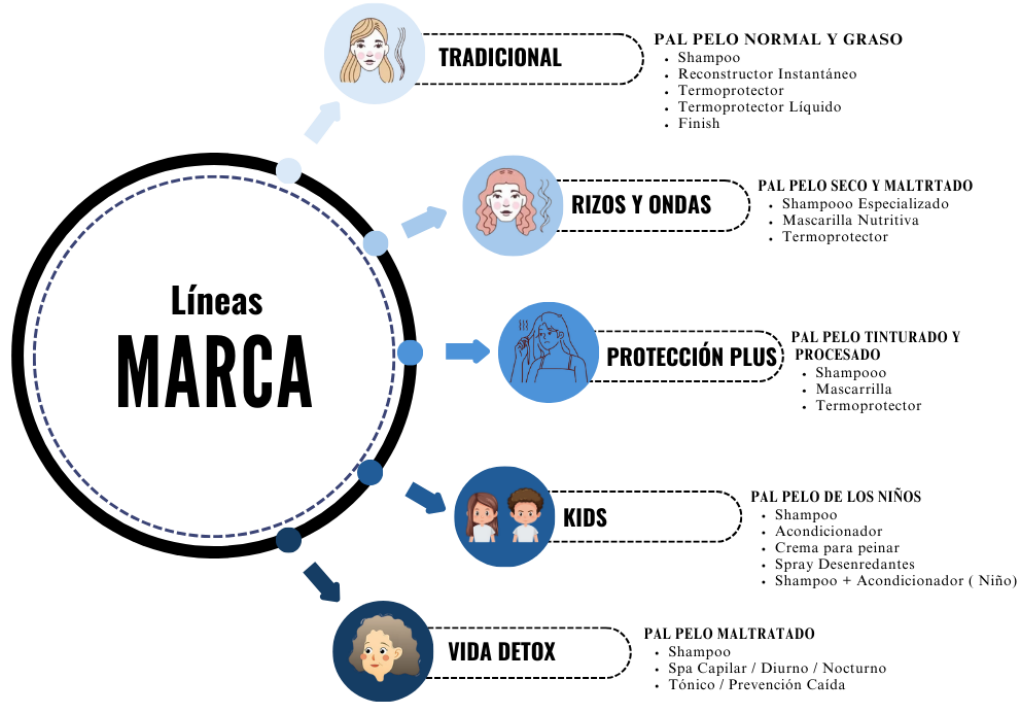 Líneas
MARCA
TRADICIONAL
PAL PELO NORMAL Y GRASO
• Shampoo
• Reconstructor Instantáneo
• Termoprotector
• Termoprotector Líquido
• Finish
RIZOS Y ONDAS
PAL PELO SECO Y MALTRTADO
• Shampooo Especializado
• Mascarilla Nutritiva
• Termoprotector
PROTECCIÓN PLUS
PAL PELO TINTURADO Y
PROCESADO
• Shampooo
• Mascarrilla
• Termoprotector
KIDS
PAL PELO DE LOS NIÑOS
• Shampoo
• Acondicionador
• Crema para peinar
• Spray Desenredantes
• Shampoo + Acondicionador ( Niño)
VIDA DETOX
PAL PELO MALTRATADO
• Shampoo
• Spa Capilar / Diurno / Nocturno
• Tónico / Prevención Caída